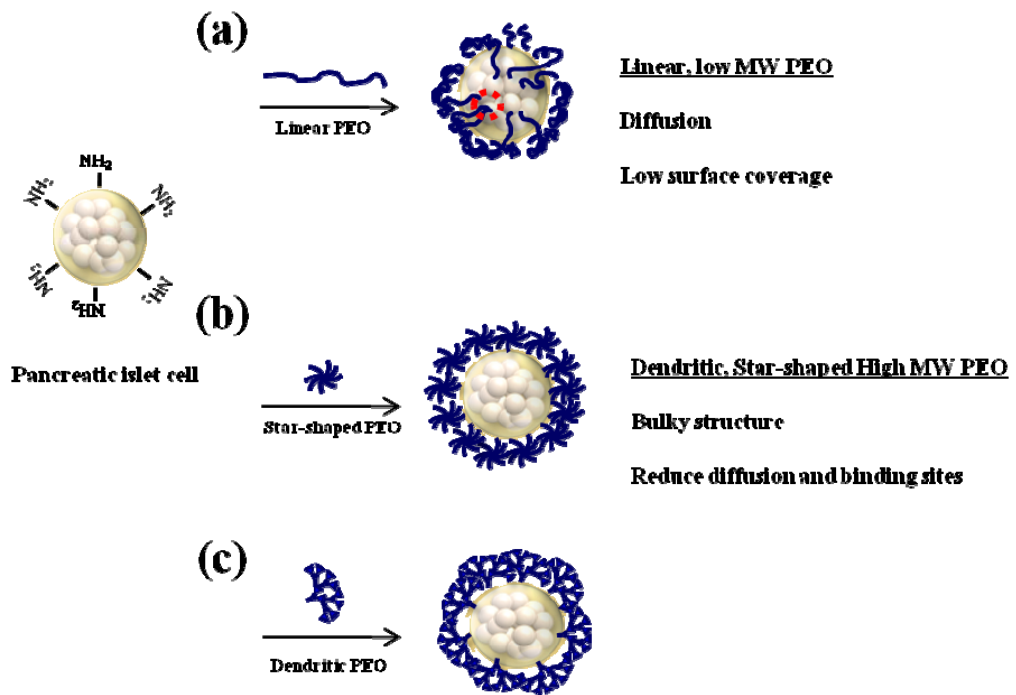 (a)
Linear PEO
Linear, low MW PEO
Diffusion
Low surface coverage
NH2
NH2
NH2
NH2
NH2
NH2
Pancreatic islet cell
(b)
Star-shaped PEO
Dendritic, Star-shaped High MW PEO
Bulky structure
Reduce diffusion and binding sites
(c)
Dendritic PEO